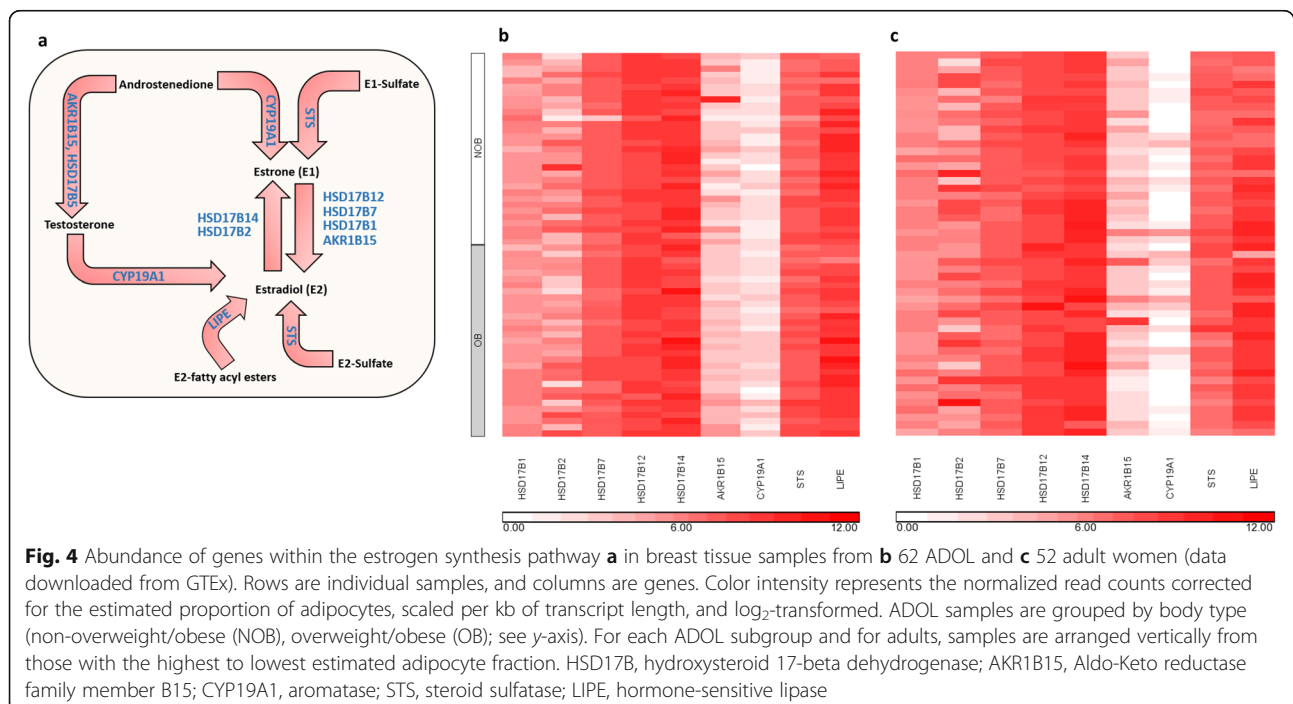 a
Androstenedione
E1-Sulfate
AKR1B15, HSD17B5
CYP19A1
STS
Estrone (E1)
HSD17B14
HSD17B2
HSD17B12
HSD17B7
HSD17B1
AKR1B15
Testosterone
CYP19A1
Estradiol (E2)
LIPE
STS
E2-Sulfate
E2-fatty acyl esters
b
NOB
OB
HSD17B1
HSD17B2
HSD17B7
HSD17B12
HSD17B14
AKR1B15
CYP19A1
STS
LIPE
0.00 6.00 12.00
c
HSD17B1
HSD17B2
HSD17B7
HSD17B12
HSD17B14
AKR1B15
CYP19A1
STS
LIPE
0.00 6.00 12.00
Fig. 4 Abundance of genes within the estrogen synthesis pathway a in breast tissue samples from b 62 ADOL and c 52 adult women (data
downloaded from GTEx). Rows are individual samples, and columns are genes. Color intensity represents the normalized read counts corrected
for the estimated proportion of adipocytes, scaled per kb of transcript length, and log₂-transformed. ADOL samples are grouped by body type
(non-overweight/obese (NOB), overweight/obese (OB); see y-axis). For each ADOL subgroup and for adults, samples are arranged vertically from
those with the highest to lowest estimated adipocyte fraction. HSD17B, hydroxysteroid 17-beta dehydrogenase; AKR1B15, Aldo-Keto reductase
family member B15; CYP19A1, aromatase; STS, steroid sulfatase; LIPE, hormone-sensitive lipase